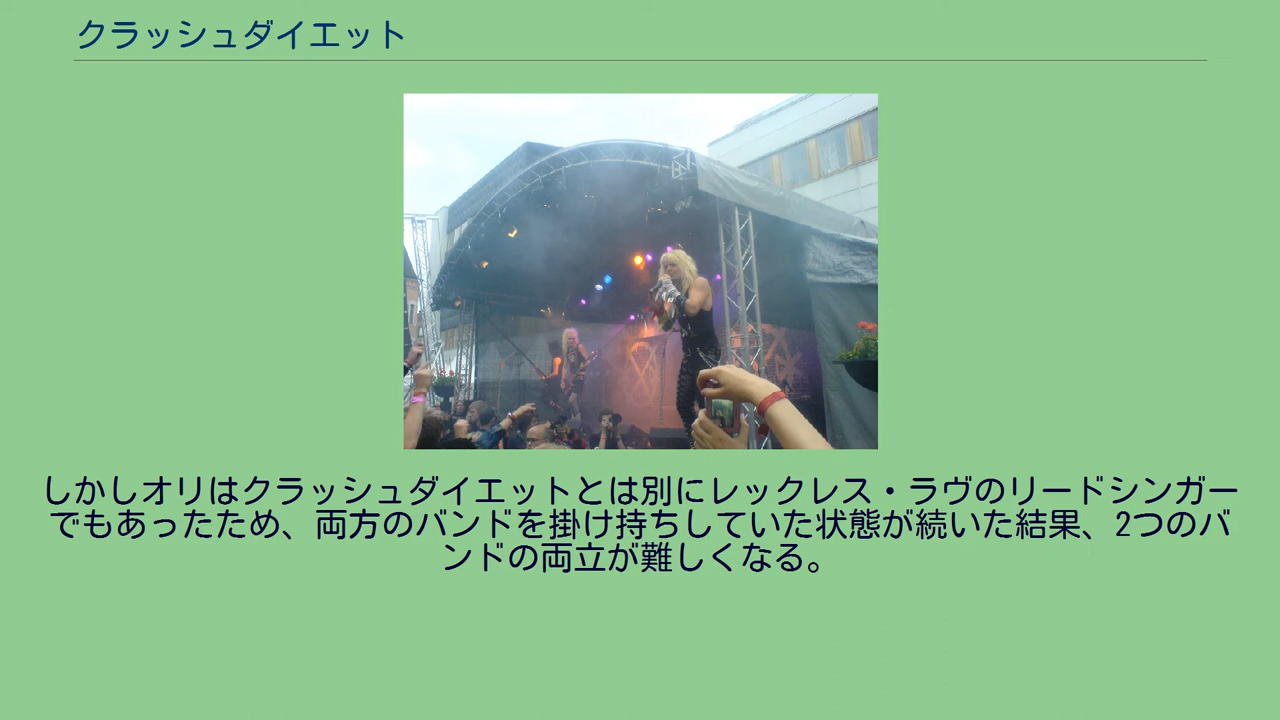 クラッシュダイエット
しかしオリはクラッシュダイエットとは別にレックレス・ラヴのリードシンガー
でもあったため、両方のバンドを掛け持ちしていた状態が続いた結果、2つのバ
ンドの両立が難しくなる。